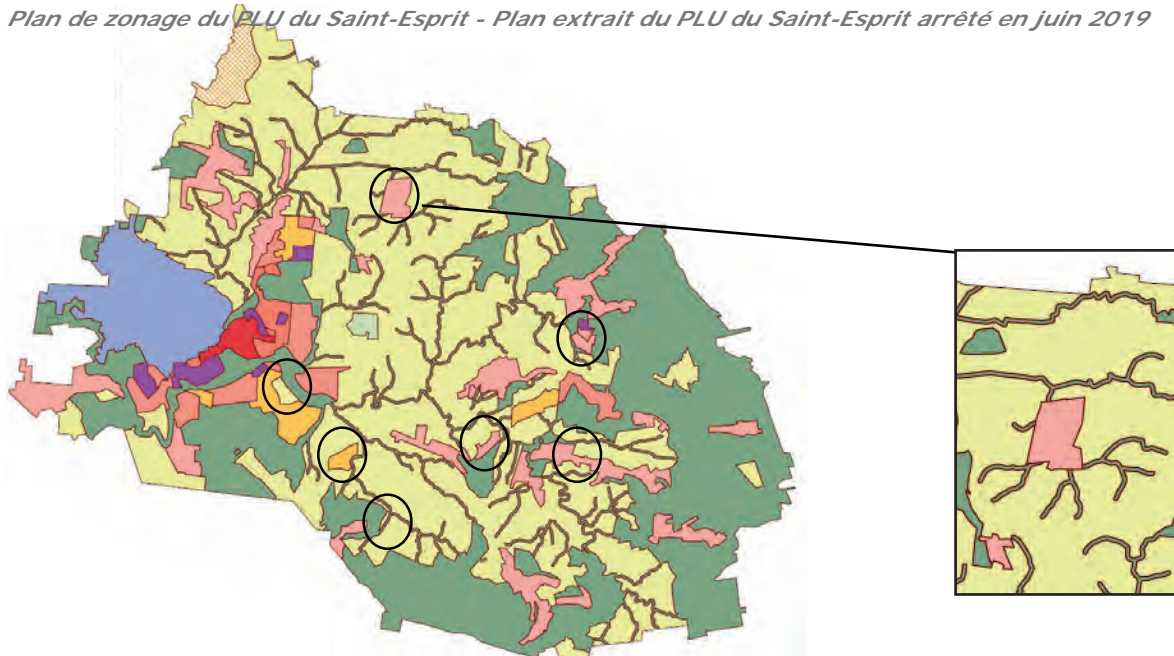 Plan de zonage du PLU du Saint-Esprit - Plan extrait du PLU du Saint-Esprit arrêté en juin 2019